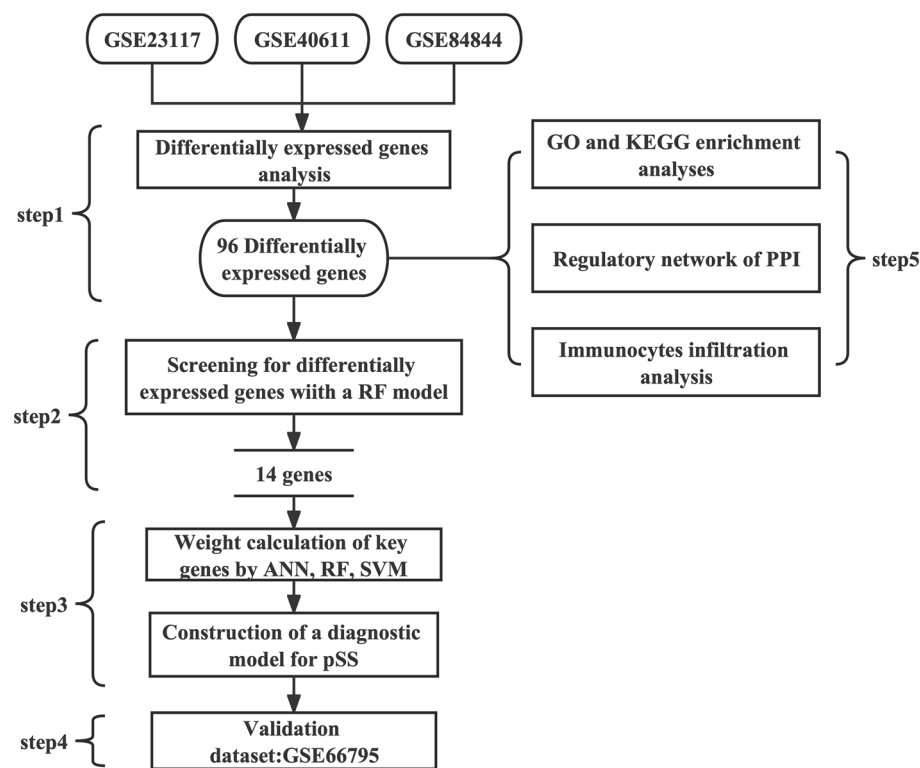 GSE23117
GSE40611
GSE84844
step1
Differentially expressed genes
analysis
96 Differentially
expressed genes
GO and KEGG enrichment
analyses
Regulatory network of PPI
Immunocytes infiltration
analysis
step5
step2
Screening for differentially
expressed genes wiith a RF model
14 genes
step3
Weight calculation of key
genes by ANN, RF, SVM
Construction of a diagnostic
model for pSS
step4
Validation
dataset:GSE66795